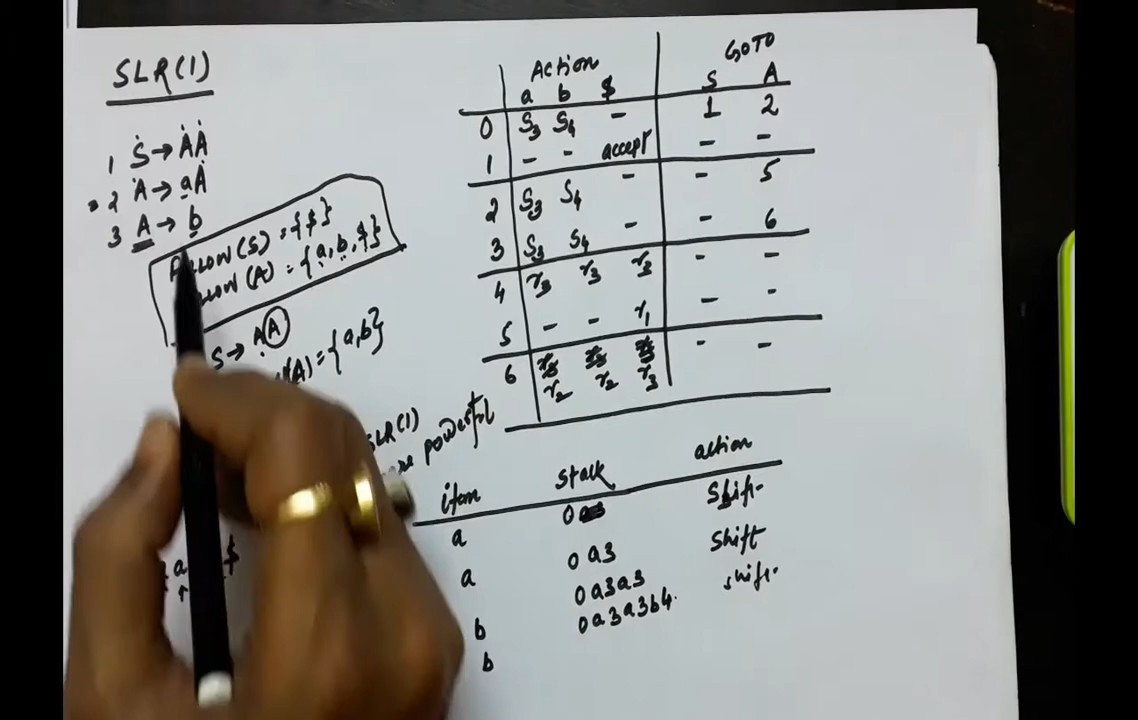 SLR(1)
1 S → AA
2 A → aA
3 A → b
FOLLOW(S) = {$}
FOLLOW(A) = {a, b, $}
S → AA
(A) = {a, b}
SLR(1)
powerful
a
$
Action GOTO
a b $ S A
0 S3 S4 - 1 2
1 - - accept - -
2 S3 S4 - - 5
3 S3 S4 - - 6
4 r3 r3 r3 - -
5 - - r1 - -
6 r2 r2 r3 - -
item stack action
a 0 Shift
a 0a3 Shift
b 0a3a3 shift
b 0a3a3b4